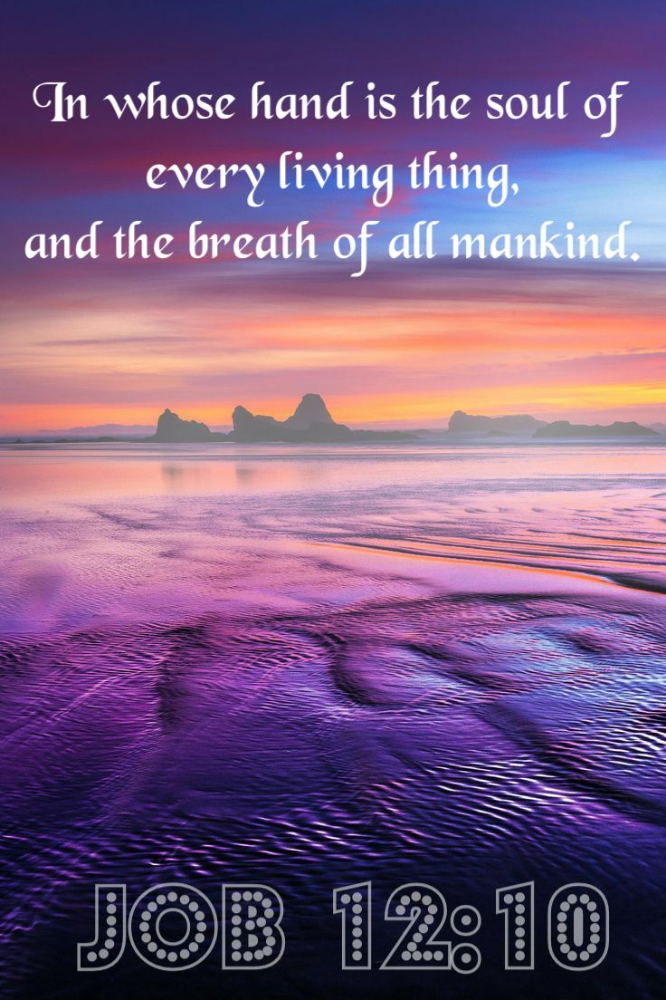 In whose hand is the soul of
every living thing,
and the breath of all mankind.
JOB 12:10